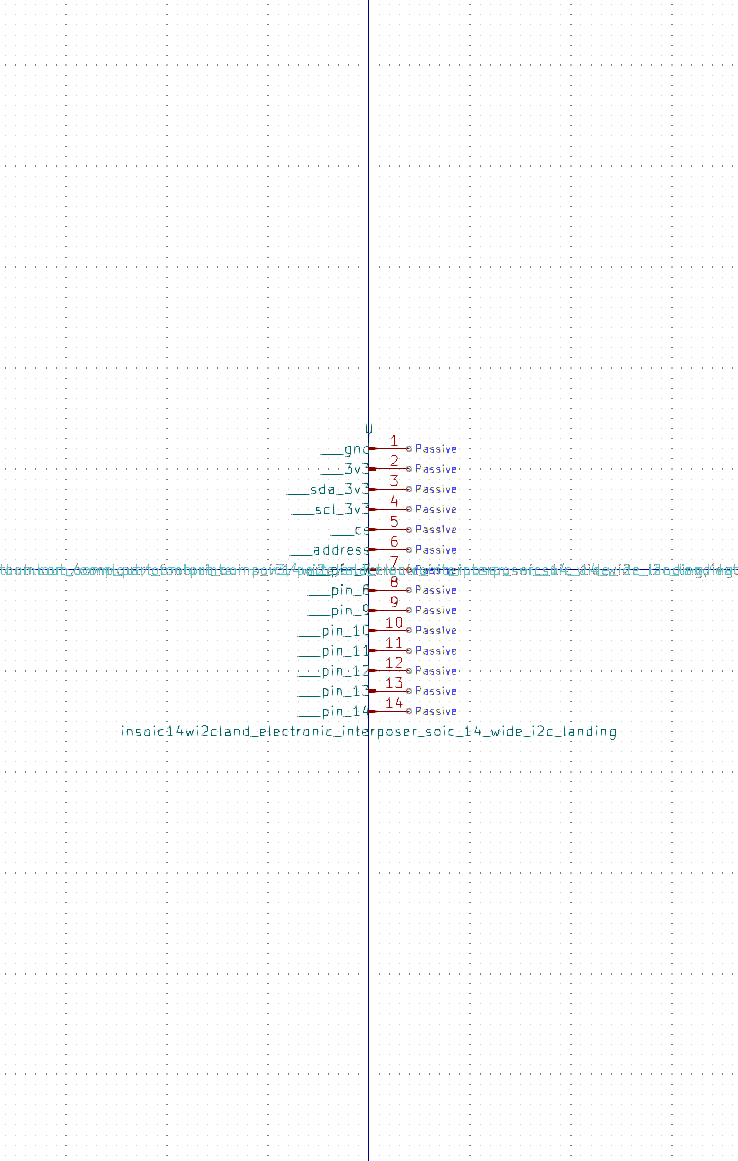 U
___gnd 1 Passive
___3v3 2 Passive
___sda_3v3 3 Passive
___scl_3v3 4 Passive
___cs 5 Passive
___address 6 Passive
7 Passive
___pin_8 8 Passive
___pin_9 9 Passive
___pin_10 10 Passive
___pin_11 11 Passive
___pin_12 12 Passive
___pin_13 13 Passive
___pin_14 14 Passive
insoic14wi2cland_electronic_interposer_soic_14_wide_i2c_landing